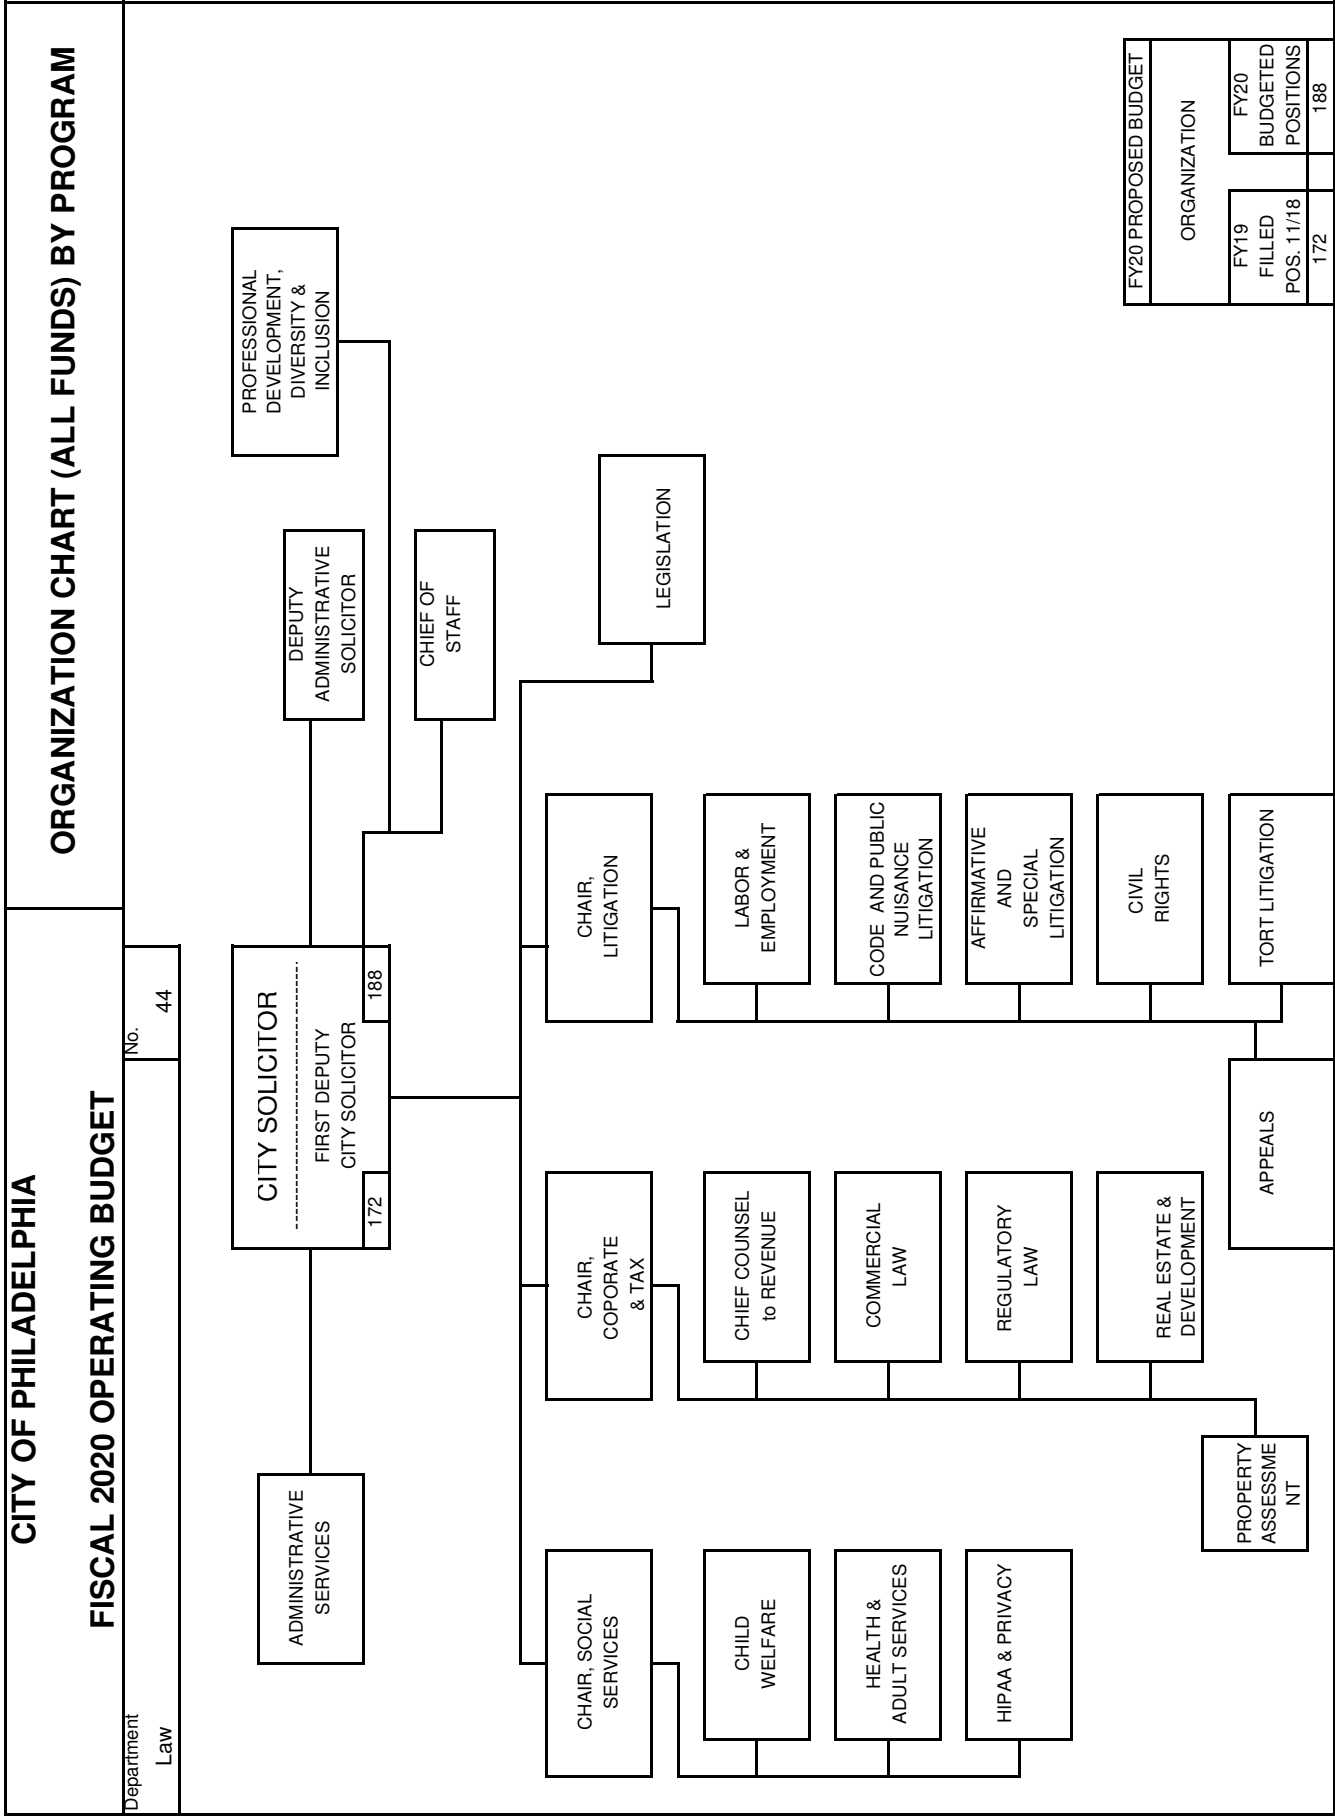 CITY OF PHILADELPHIA
FISCAL 2020 OPERATING BUDGET
ORGANIZATION CHART (ALL FUNDS) BY PROGRAM
Department
Law
No.
44
CITY SOLICITOR
FIRST DEPUTY
CITY SOLICITOR
172
188
ADMINISTRATIVE
SERVICES
DEPUTY
ADMINISTRATIVE
SOLICITOR
PROFESSIONAL
DEVELOPMENT,
DIVERSITY &
INCLUSION
CHIEF OF
STAFF
CHAIR, SOCIAL
SERVICES
CHILD
WELFARE
HEALTH &
ADULT SERVICES
HIPAA & PRIVACY
CHAIR,
COPORATE
& TAX
CHIEF COUNSEL
to REVENUE
COMMERCIAL
LAW
REGULATORY
LAW
REAL ESTATE &
DEVELOPMENT
PROPERTY
ASSESSME
NT
CHAIR,
LITIGATION
LABOR &
EMPLOYMENT
CODE AND PUBLIC
NUISANCE
LITIGATION
AFFIRMATIVE
AND
SPECIAL
LITIGATION
CIVIL
RIGHTS
TORT LITIGATION
APPEALS
LEGISLATION
FY20 PROPOSED BUDGET
ORGANIZATION
FY19
FILLED
POS. 11/18
172
FY20
BUDGETED
POSITIONS
188